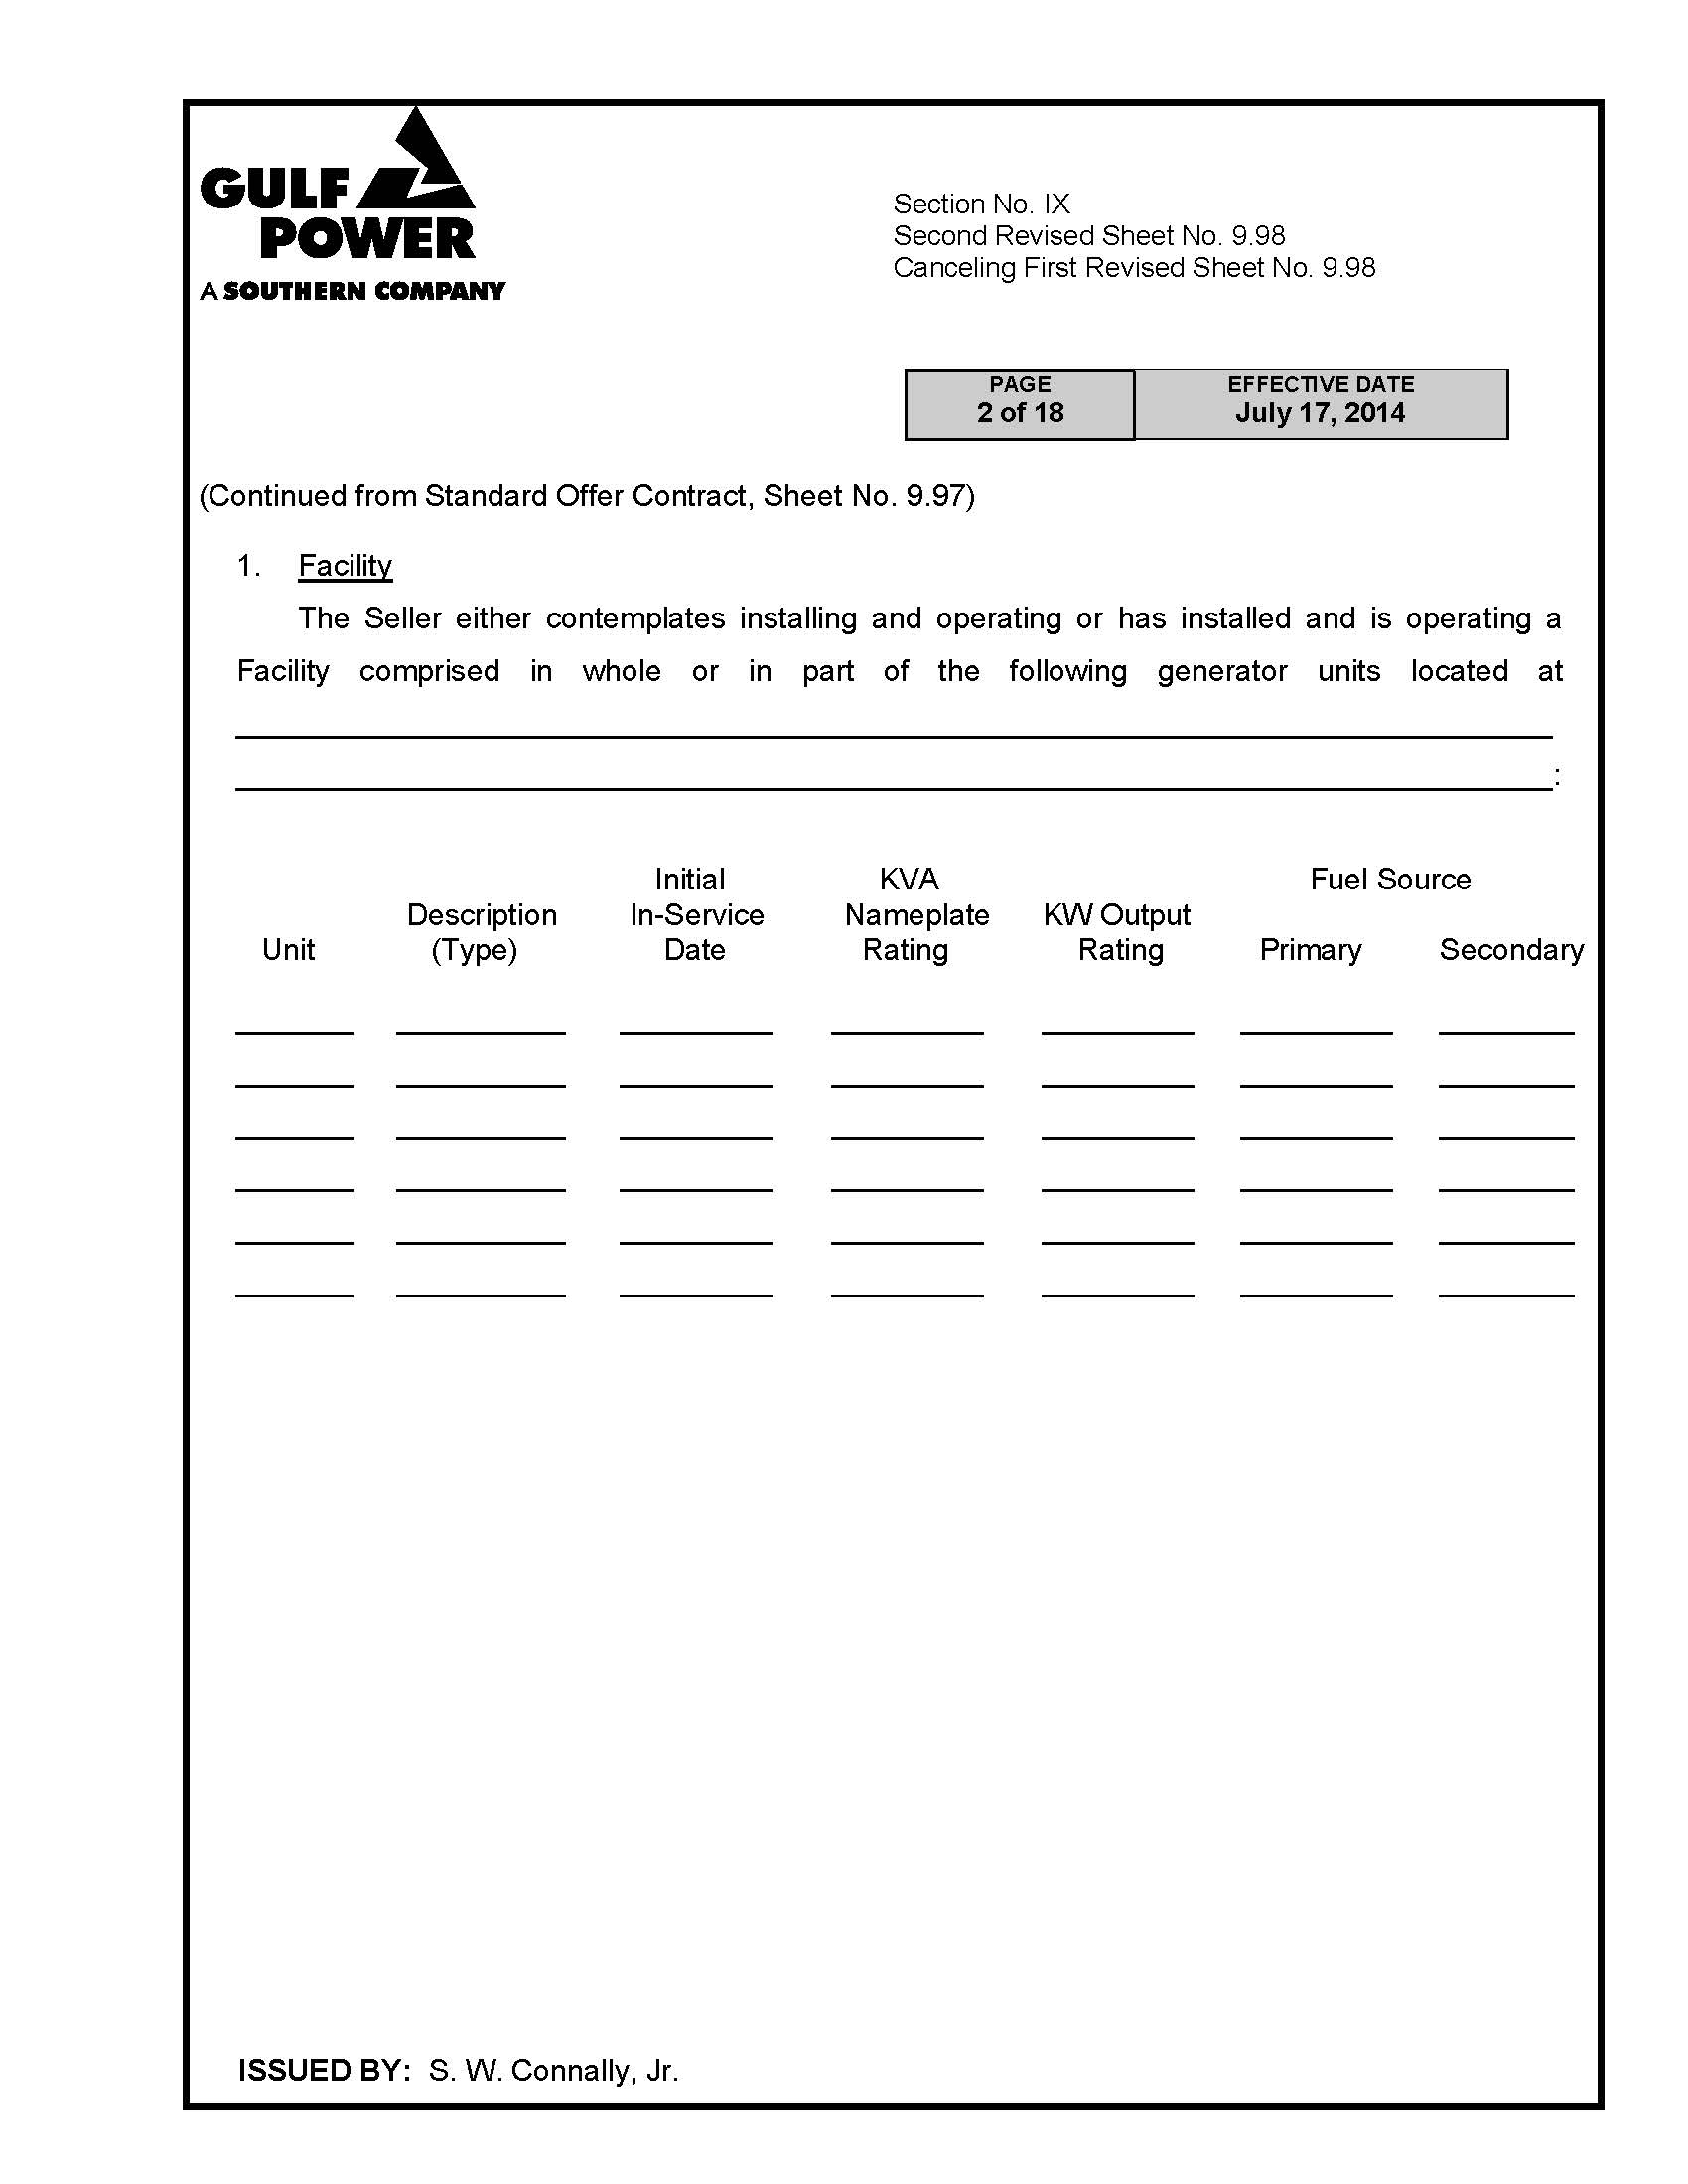 GULF
POWER
A SOUTHERN COMPANY
Section No. IX
Second Revised Sheet No. 9.98
Canceling First Revised Sheet No. 9.98
PAGE
2 of 18
EFFECTIVE DATE
July 17, 2014
(Continued from Standard Offer Contract, Sheet No. 9.97)
1. Facility
The Seller either contemplates installing and operating or has installed and is operating a
Facility comprised in whole or in part of the following generator units located at
:
Initial KVA Fuel Source
Description In-Service Nameplate KW Output
Unit (Type) Date Rating Rating Primary Secondary
ISSUED BY: S. W. Connally, Jr.